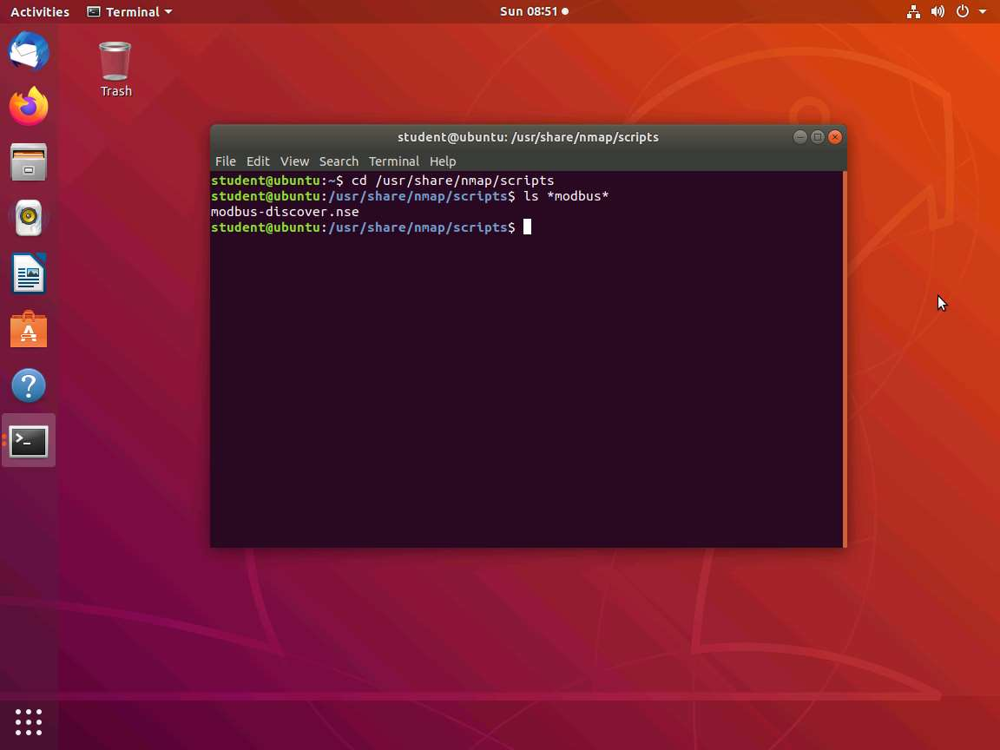 Activities Terminal Sun 08:51
Trash
student@ubuntu: /usr/share/nmap/scripts
File Edit View Search Terminal Help
student@ubuntu:~$ cd /usr/share/nmap/scripts
student@ubuntu:/usr/share/nmap/scripts$ ls *modbus*
modbus-discover.nse
student@ubuntu:/usr/share/nmap/scripts$